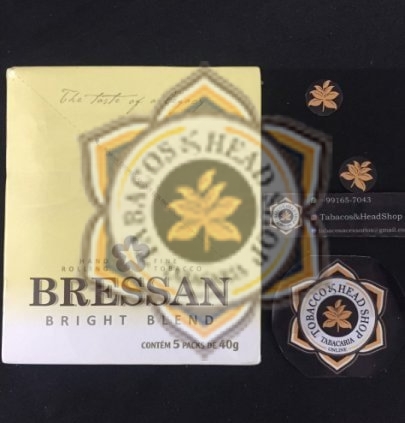 The taste of
HAND FINE
ROLLING TOBACCO
BRESSAN
BRIGHT BLEND
CONTÉM 5 PACKS DE 40g
TABACOS & HEAD SHOP
TABACARIA
99165-7043
Tabacos&HeadShop
TOBACCO & HEAD SHOP
TABACARIA
ONLINE